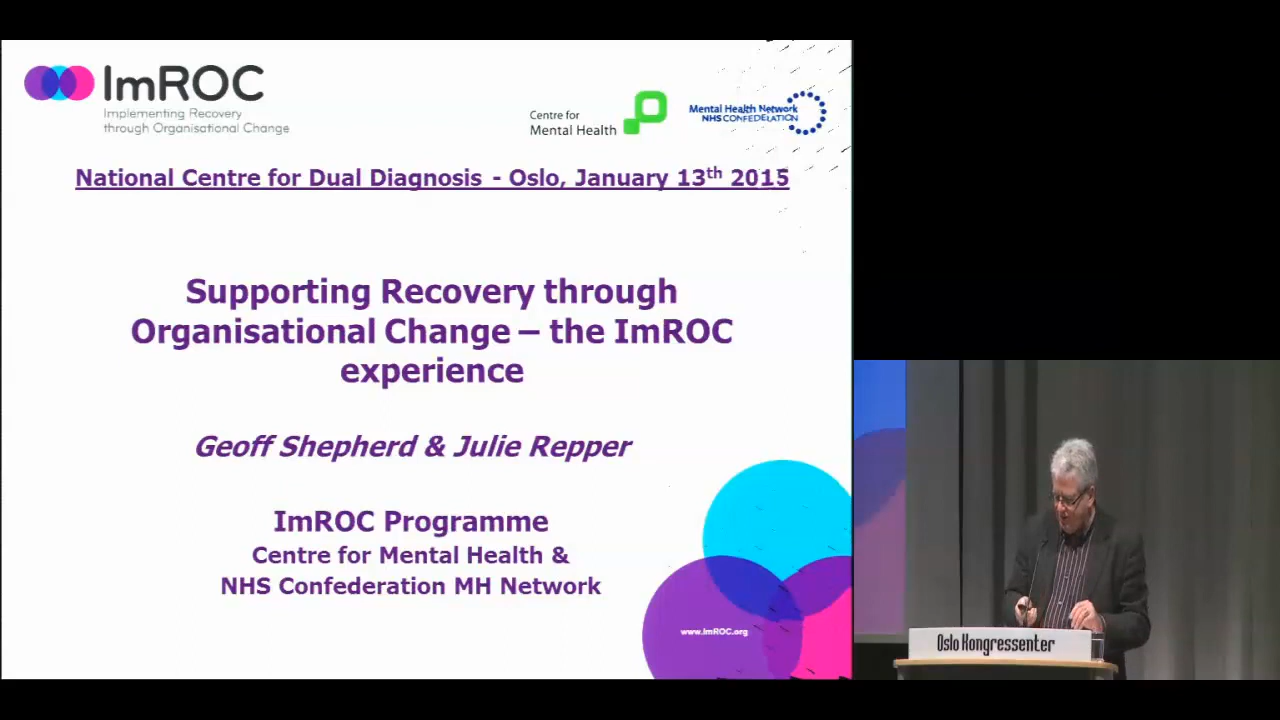 ImROC
Implementing Recovery
through Organisational Change
Centre for
Mental Health
Mental Health Network
NHS CONFEDERATION
National Centre for Dual Diagnosis - Oslo, January 13th 2015
Supporting Recovery through
Organisational Change – the ImROC
experience
Geoff Shepherd & Julie Repper
ImROC Programme
Centre for Mental Health &
NHS Confederation MH Network
www.ImROC.org
Oslo Kongressenter